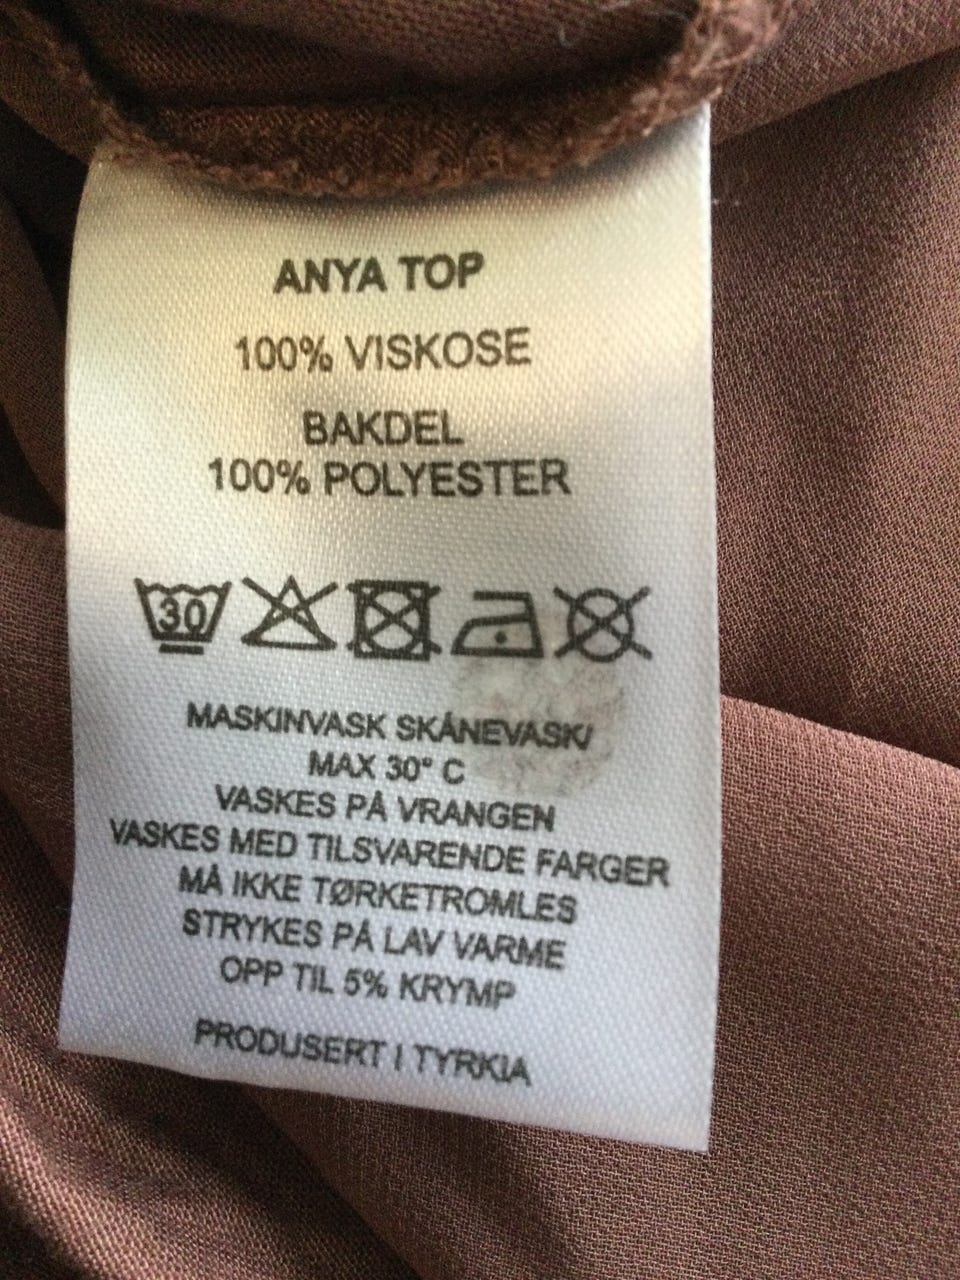 ANYA TOP
100% VISKOSE
BAKDEL
100% POLYESTER
30
MASKINVASK SKÅNEVASK/
MAX 30° C
VASKES PÅ VRANGEN
VASKES MED TILSVARENDE FARGER
MÅ IKKE TØRKETROMLES
STRYKES PÅ LAV VARME
OPP TIL 5% KRYMP
PRODUSERT I TYRKIA